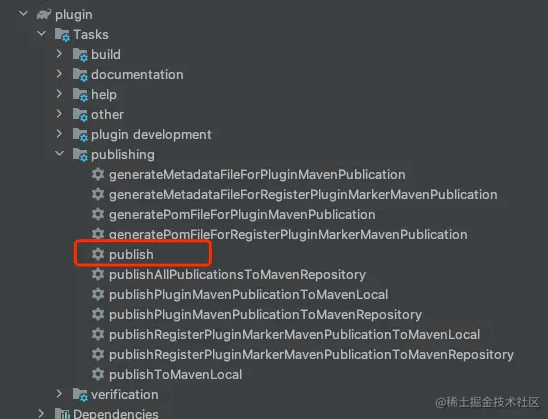 plugin
Tasks
build
documentation
help
other
plugin development
publishing
generateMetadataFileForPluginMavenPublication
generateMetadataFileForRegisterPluginMarkerMavenPublication
generatePomFileForPluginMavenPublication
generatePomFileForRegisterPluginMarkerMavenPublication
publish
publishAllPublicationsToMavenRepository
publishPluginMavenPublicationToMavenLocal
publishPluginMavenPublicationToMavenRepository
publishRegisterPluginMarkerMavenPublicationToMavenLocal
publishRegisterPluginMarkerMavenPublicationToMavenRepository
publishToMavenLocal
verification
@稀土掘金技术社区
Dependencies